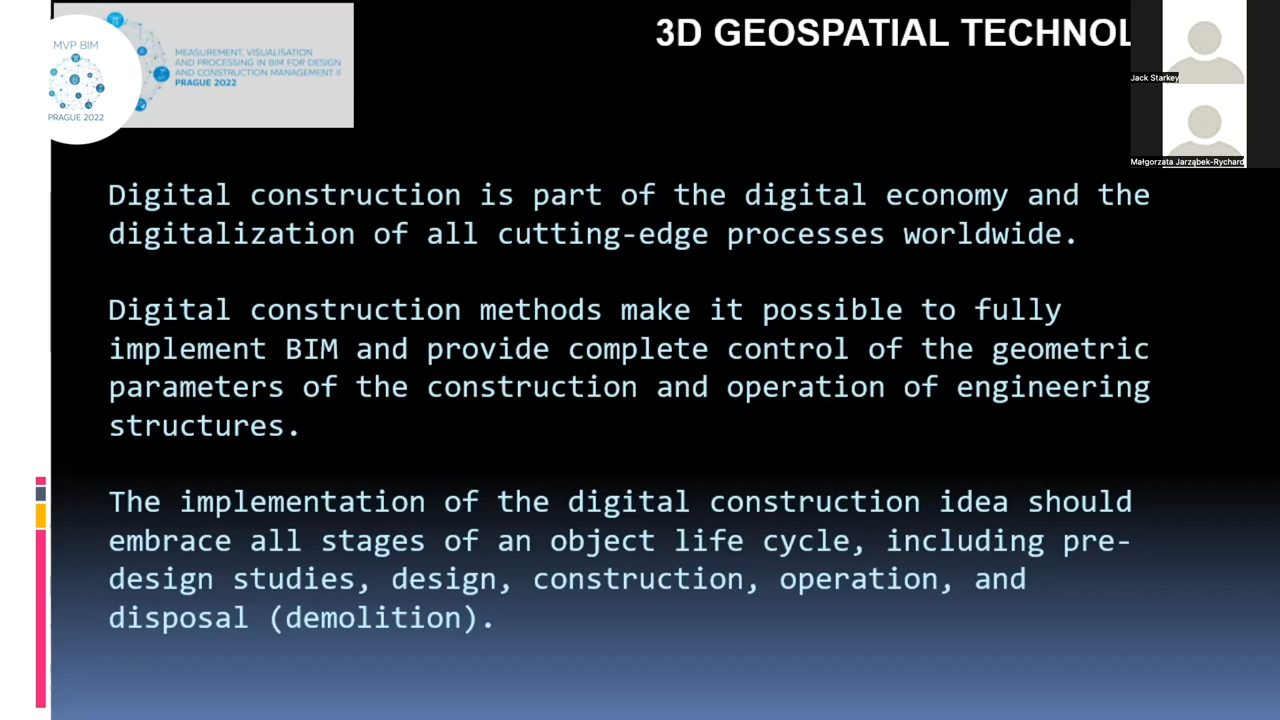 MVP BIM
PRAGUE 2022
MEASUREMENT, VISUALISATION
AND PROCESSING IN BIM FOR DESIGN
AND CONSTRUCTION MANAGEMENT II
PRAGUE 2022
3D GEOSPATIAL TECHNOL
Jack Starkey
Małgorzata Jarząbek-Rychard
Digital construction is part of the digital economy and the
digitalization of all cutting-edge processes worldwide.
Digital construction methods make it possible to fully
implement BIM and provide complete control of the geometric
parameters of the construction and operation of engineering
structures.
The implementation of the digital construction idea should
embrace all stages of an object life cycle, including pre-
design studies, design, construction, operation, and
disposal (demolition).